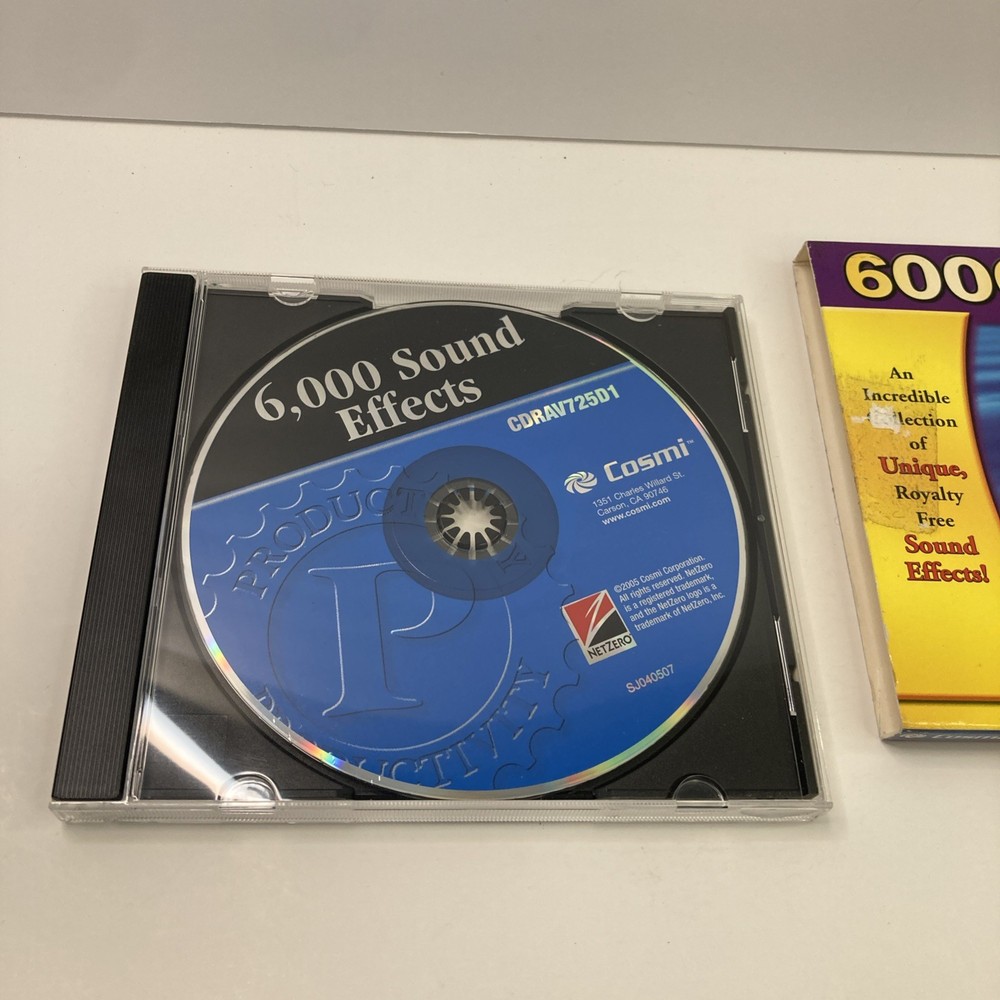 6,000 Sound
Effects
CDRAV725D1
Cosmi™
1351 Charles Willard St.
Carson, CA 90746
www.cosmi.com
©2005 Cosmi Corporation.
All rights reserved. NetZero
is a registered trademark,
and the NetZero logo is a
trademark of NetZero, Inc.
NETZERO
SJ040507
P
An
Incredible
of
Unique,
Royalty
Free
Sound
Effects!